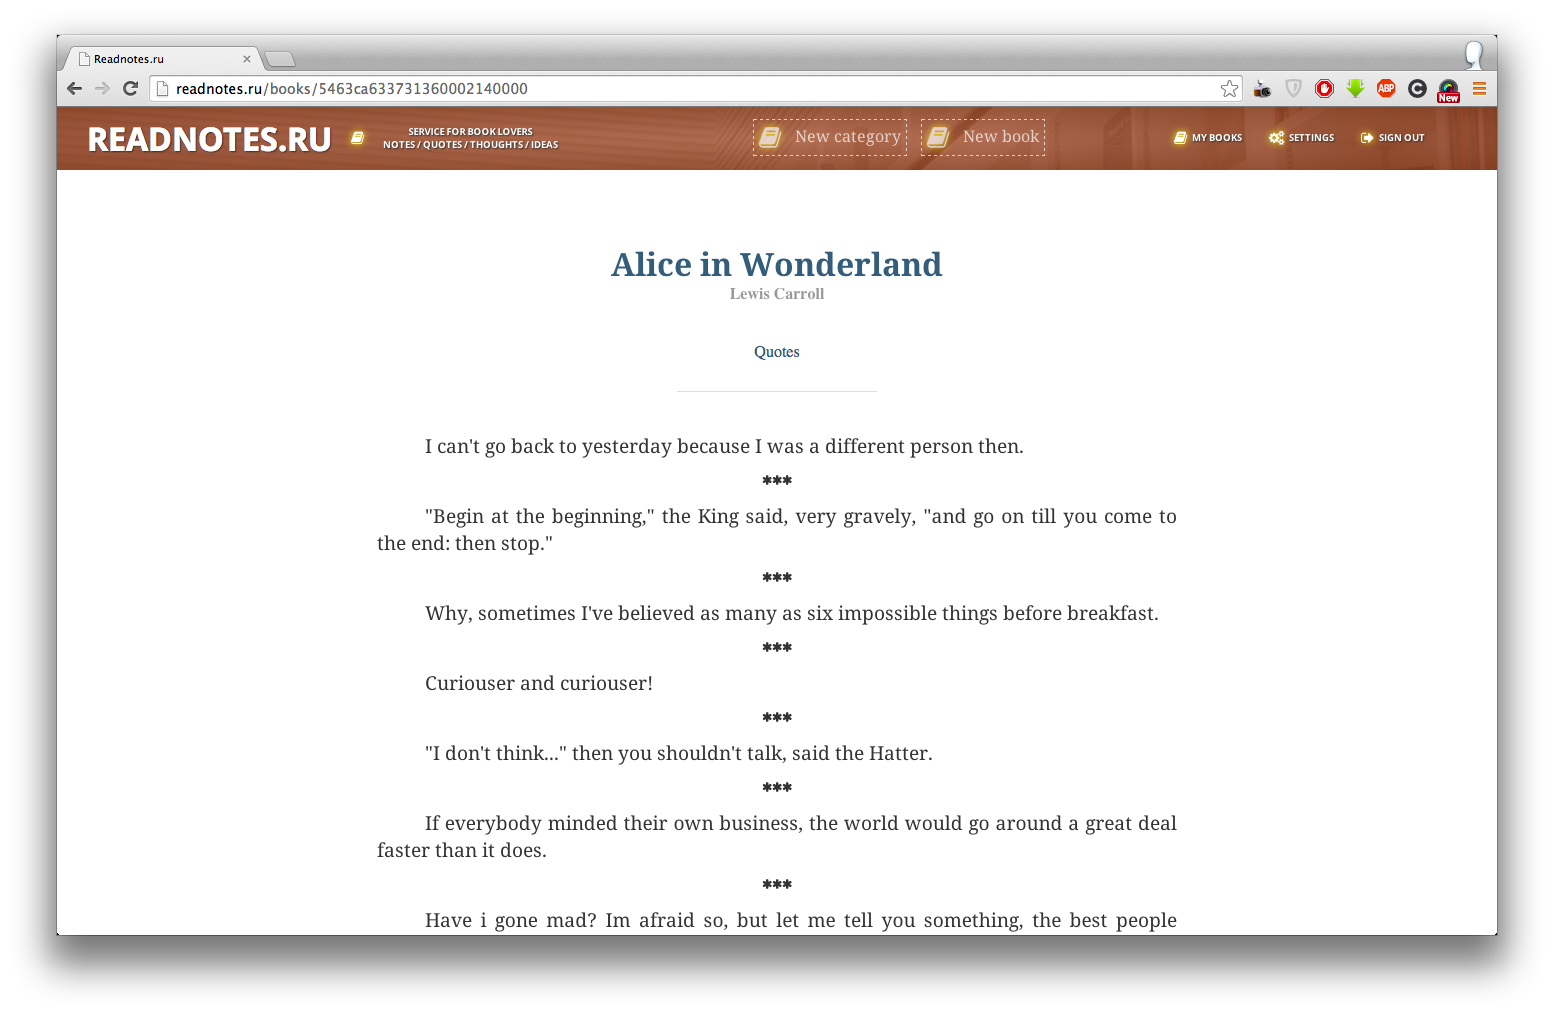 Readnotes.ru
readnotes.ru/books/5463ca633731360002140000
ABP
New
READNOTES.RU
SERVICE FOR BOOK LOVERS
NOTES / QUOTES / THOUGHTS / IDEAS
New category
New book
MY BOOKS
SETTINGS
SIGN OUT
Alice in Wonderland
Lewis Carroll
Quotes
I can't go back to yesterday because I was a different person then.
***
"Begin at the beginning," the King said, very gravely, "and go on till you come to
the end: then stop."
***
Why, sometimes I've believed as many as six impossible things before breakfast.
***
Curiouser and curiouser!
***
"I don't think..." then you shouldn't talk, said the Hatter.
***
If everybody minded their own business, the world would go around a great deal
faster than it does.
***
Have i gone mad? Im afraid so, but let me tell you something, the best people